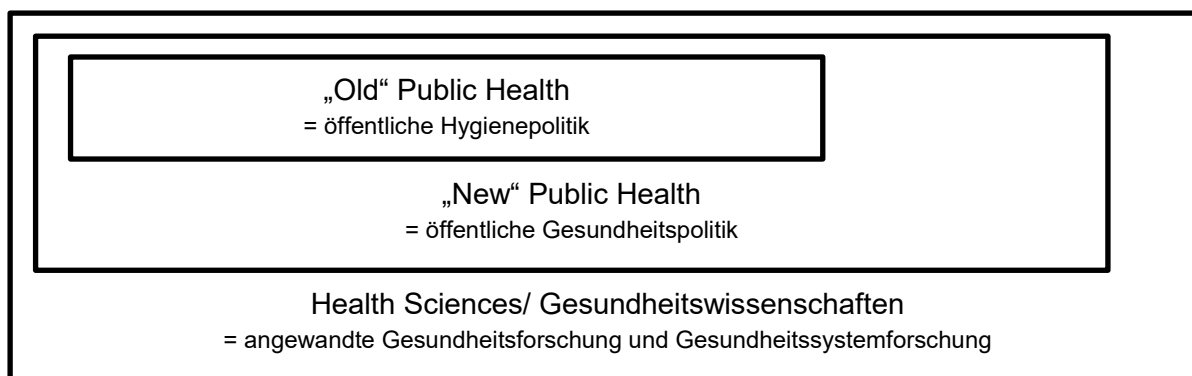 „Old“ Public Health
= öffentliche Hygienepolitik
„New“ Public Health
= öffentliche Gesundheitspolitik
Health Sciences/ Gesundheitswissenschaften
= angewandte Gesundheitsforschung und Gesundheitssystemforschung